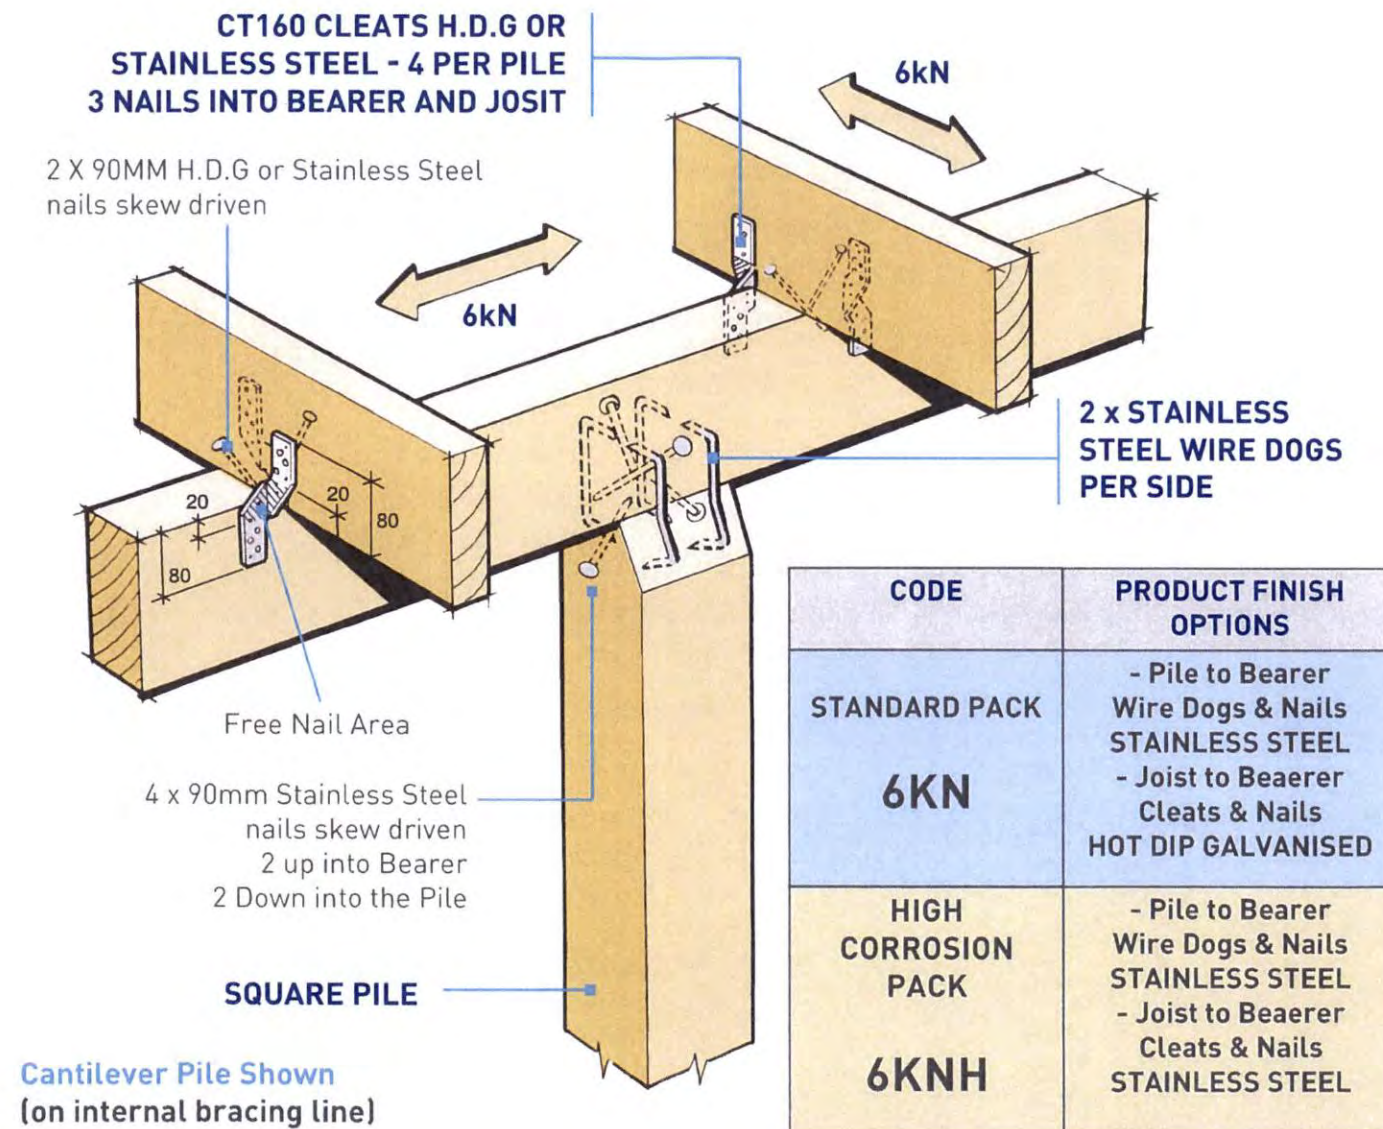 CT160 CLEATS H.D.G OR
STAINLESS STEEL - 4 PER PILE
3 NAILS INTO BEARER AND JOSIT
6kN
2 X 90MM H.D.G or Stainless Steel
nails skew driven
6kN
2 x STAINLESS
STEEL WIRE DOGS
PER SIDE
20
80
20
80
Free Nail Area
4 x 90mm Stainless Steel
nails skew driven
2 up into Bearer
2 Down into the Pile
SQUARE PILE
Cantilever Pile Shown
(on internal bracing line)
CODE
PRODUCT FINISH
OPTIONS
STANDARD PACK
6KN
- Pile to Bearer
Wire Dogs & Nails
STAINLESS STEEL
- Joist to Beaerer
Cleats & Nails
HOT DIP GALVANISED
HIGH
CORROSION
PACK
6KNH
- Pile to Bearer
Wire Dogs & Nails
STAINLESS STEEL
- Joist to Beaerer
Cleats & Nails
STAINLESS STEEL